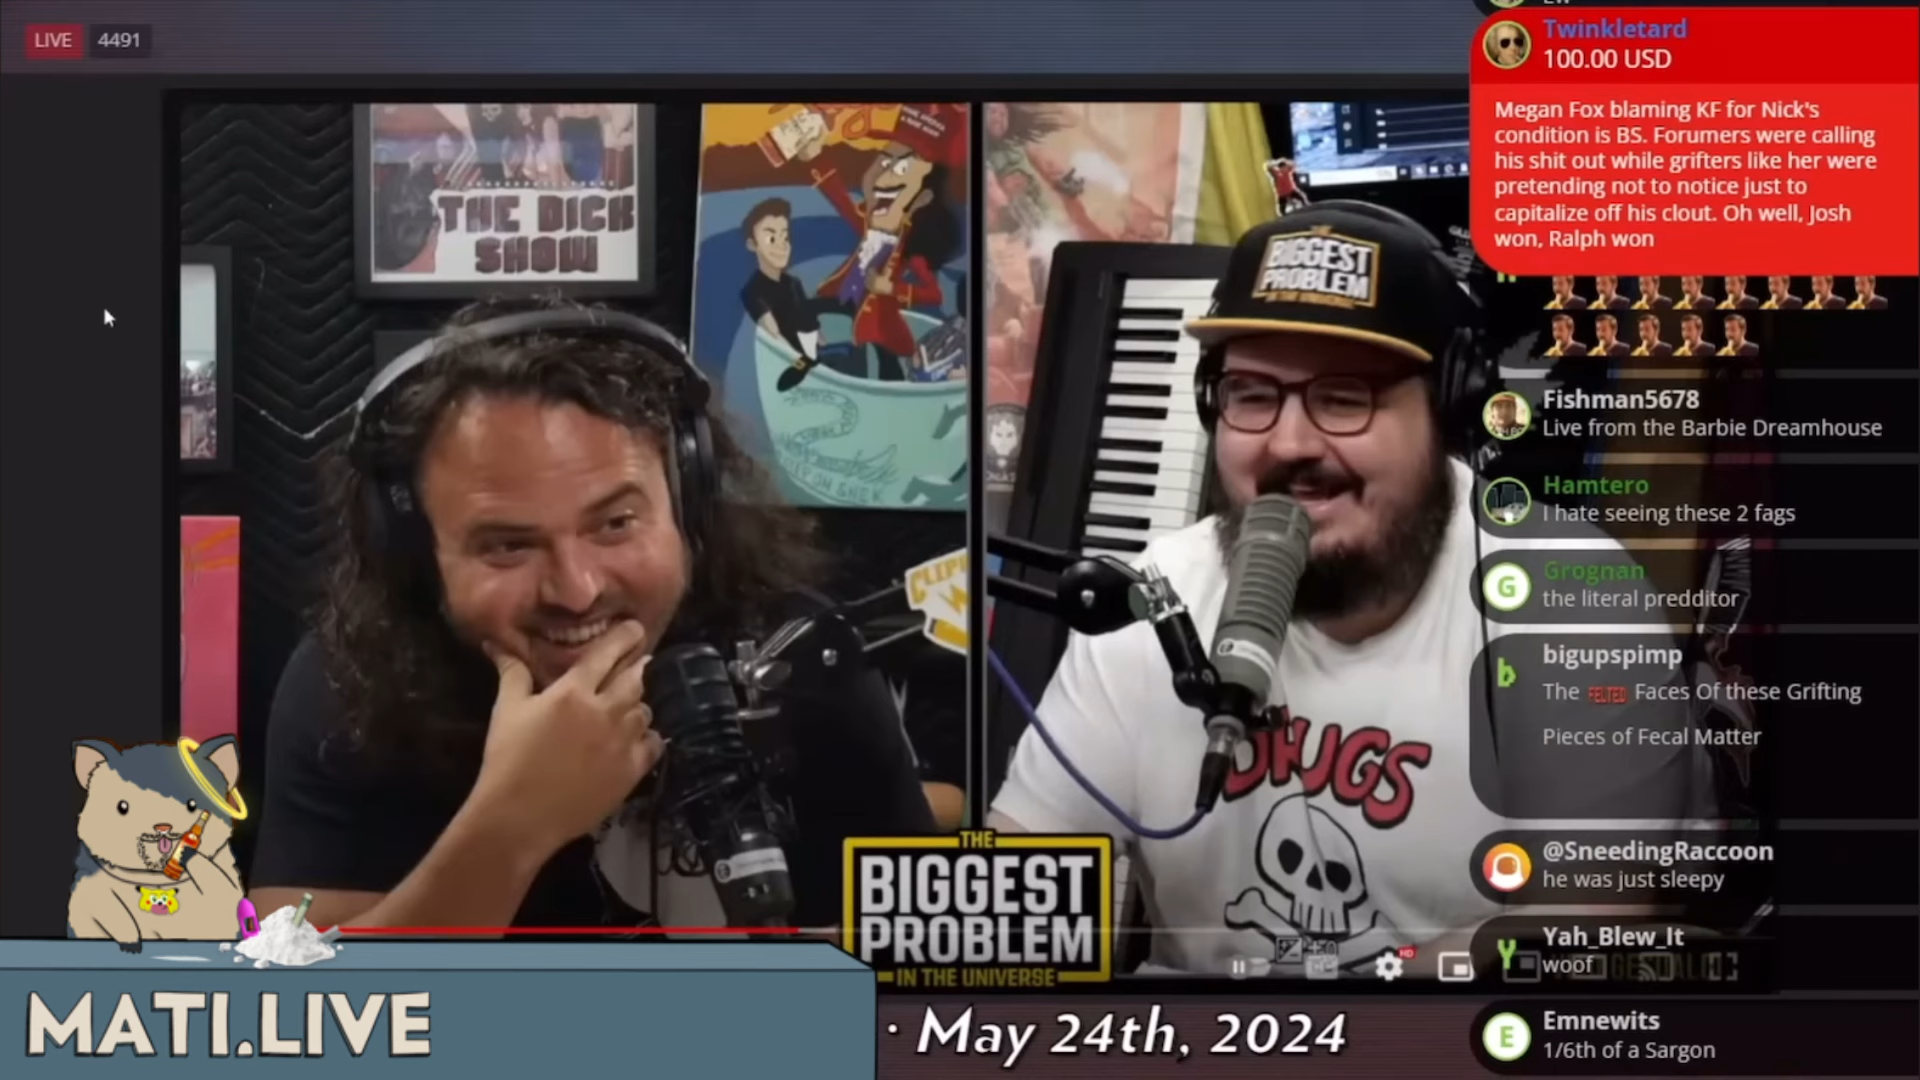 LIVE 4491
THE DICK
SHOW
BIGGEST
PROBLEM
DRUGS
THE
BIGGEST
PROBLEM
IN THE UNIVERSE
HD
MATI.LIVE
· May 24th, 2024
Twinkletard
100.00 USD
Megan Fox blaming KF for Nick's
condition is BS. Forumers were calling
his shit out while grifters like her were
pretending not to notice just to
capitalize off his clout. Oh well, Josh
won, Ralph won
Fishman5678
Live from the Barbie Dreamhouse
Hamtero
I hate seeing these 2 fags
G
Grognan
the literal predditor
b
bigupspimp
The FELTED Faces Of these Grifting
Pieces of Fecal Matter
@SneedingRaccoon
he was just sleepy
Y
Yah_Blew_It
woof
E
Emnewits
1/6th of a Sargon